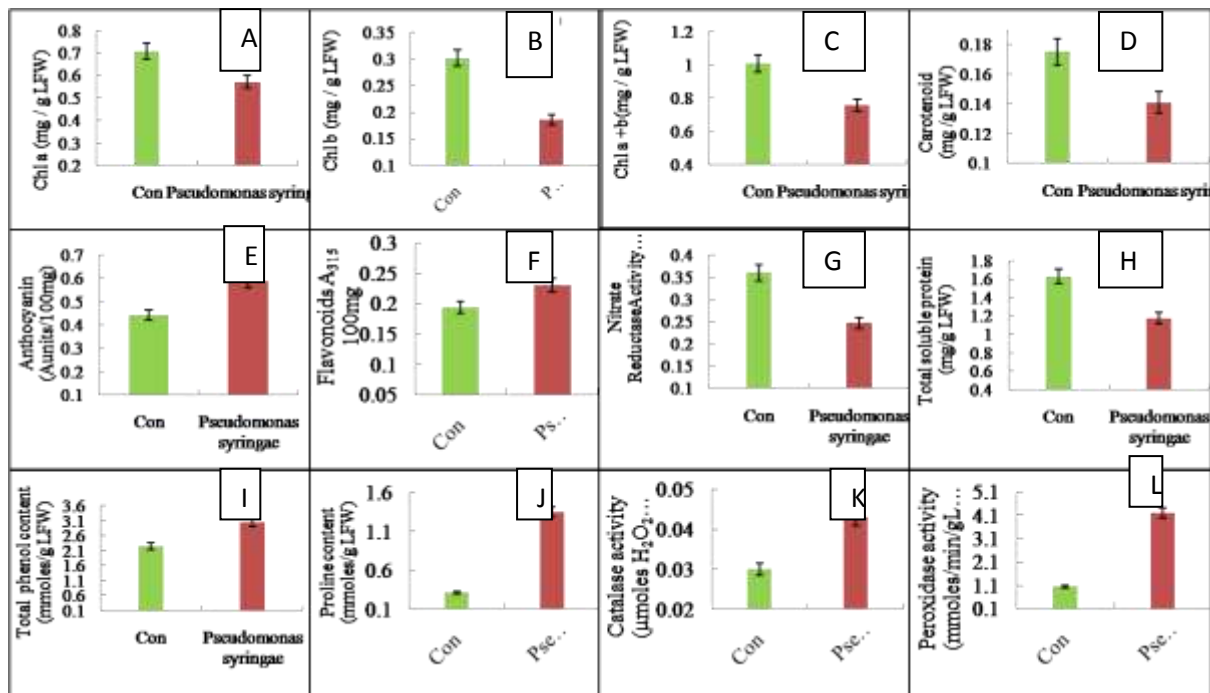 A
Chl a (mg / g LFW)
0.8
0.7
0.6
0.5
0.4
0.3
0.2
Con Pseudomonas syring
B
Chl b (mg / g LFW)
0.35
0.3
0.25
0.2
0.15
0.1
Con
P..
C
Chl a +b(mg / g LFW)
1.2
1
0.8
0.6
0.4
Con Pseudomonas syri
D
Carotenoid
(mg /g LFW)
0.18
0.16
0.14
0.12
0.1
Con Pseudomonas syri
E
Anthocyanin
(Aunits/100mg)
0.7
0.6
0.5
0.4
0.3
0.2
0.1
Con
Pseudomonas
syringae
F
Flavonoids A315
100mg
0.3
0.25
0.2
0.15
0.1
0.05
Con
Ps..
G
Nitrate
ReductaseActivity...
0.4
0.35
0.3
0.25
0.2
0.15
0.1
Con
Pseudomonas
syringae
H
Total soluble protein
(mg/g LFW)
1.8
1.6
1.4
1.2
1
0.8
0.6
0.4
Con
Pseudomonas
syringae
I
Total phenol content
(mmoles/g LFW)
3.6
3.1
2.6
2.1
1.6
1.1
0.6
0.1
Con
Pseudomonas
syringae
J
Proline content
(mmoles/gLFW)
1.6
1.1
0.6
0.1
Con
Pse..
K
Catalase activity
(µmoles H2O2...
0.05
0.04
0.03
0.02
Con
Pse..
L
Peroxidase activity
(mmoles/min/gL...
5.1
4.1
3.1
2.1
1.1
0.1
Con
Pse..